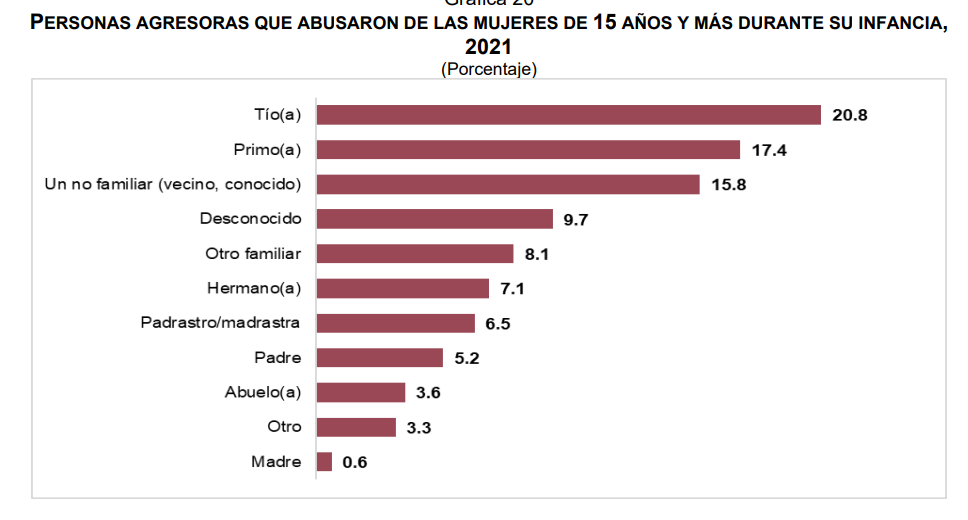 Gráfica 20
PERSONAS AGRESORAS QUE ABUSARON DE LAS MUJERES DE 15 AÑOS Y MÁS DURANTE SU INFANCIA,
2021
(Porcentaje)
Tío(a) 20.8
Primo(a) 17.4
Un no familiar (vecino, conocido) 15.8
Desconocido 9.7
Otro familiar 8.1
Hermano(a) 7.1
Padrastro/madrastra 6.5
Padre 5.2
Abuelo(a) 3.6
Otro 3.3
Madre 0.6